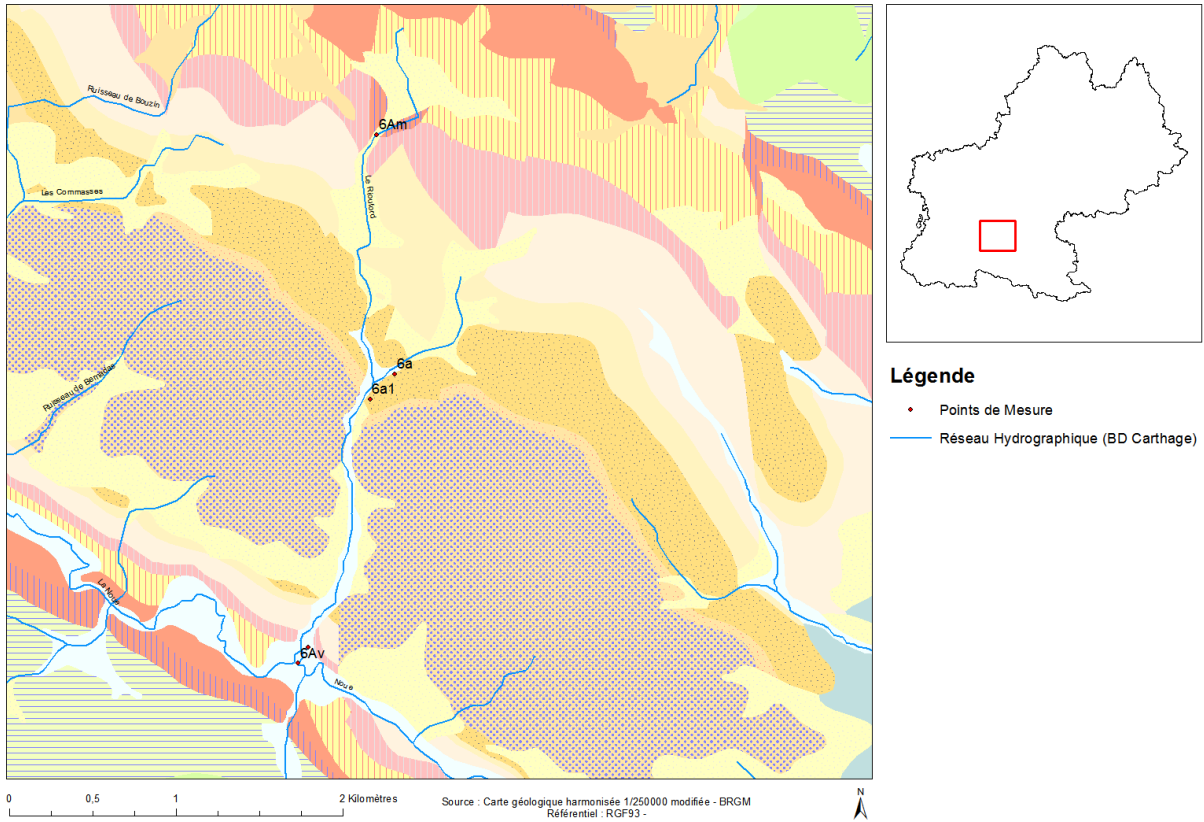 Ruisseau de Bouzin
6Am
Les Commasses
Le Rioulord
6a
6a1
Ruisseau de Bernadas
La Noue
6Av
Noue
Légende
Points de Mesure
Réseau Hydrographique (BD Carthage)
0 0,5 1 2 Kilomètres
Source : Carte géologique harmonisée 1/250000 modifiée - BRGM
Référentiel : RGF93 -
N